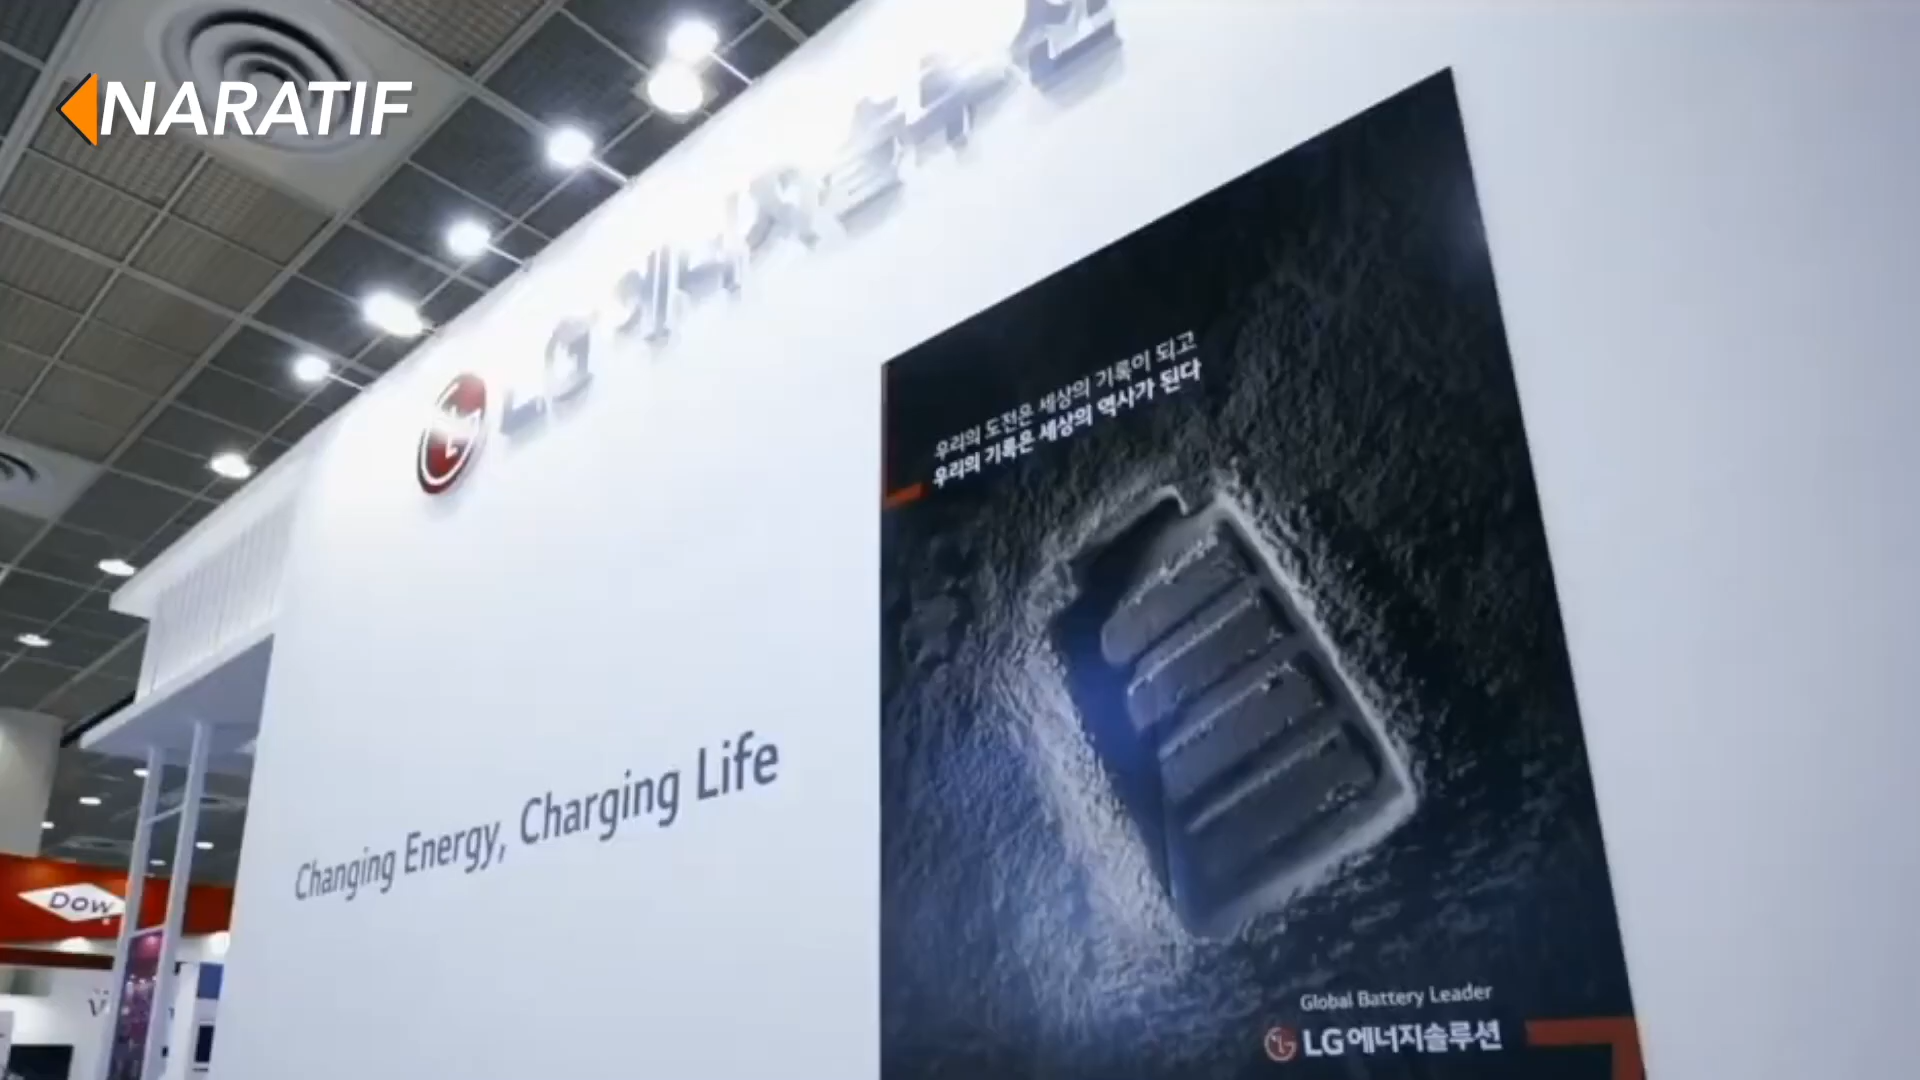 NARATIF
LG 에너지솔루션
우리의 도전은 세상의 기록이 되고
우리의 기록은 세상의 역사가 된다
Changing Energy, Charging Life
Dow
Global Battery Leader
LG에너지솔루션